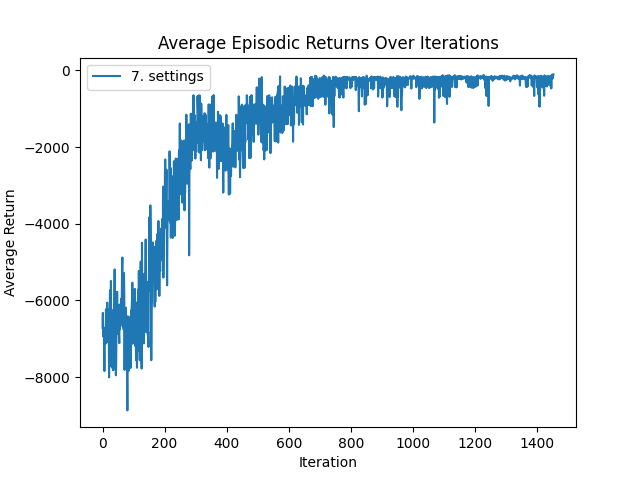 Average Episodic Returns Over Iterations
7. settings
Average Return
0
−2000
−4000
−6000
−8000
0 200 400 600 800 1000 1200 1400
Iteration